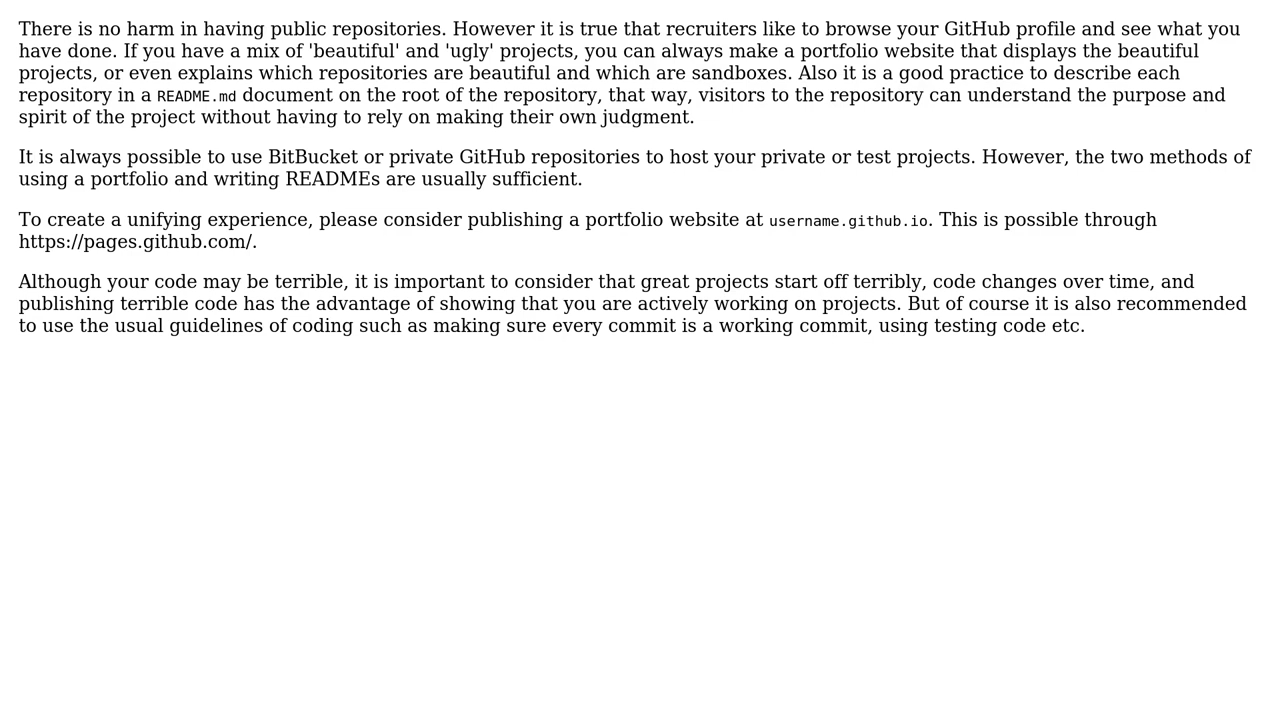 There is no harm in having public repositories. However it is true that recruiters like to browse your GitHub profile and see what you
have done. If you have a mix of 'beautiful' and 'ugly' projects, you can always make a portfolio website that displays the beautiful
projects, or even explains which repositories are beautiful and which are sandboxes. Also it is a good practice to describe each
repository in a README.md document on the root of the repository, that way, visitors to the repository can understand the purpose and
spirit of the project without having to rely on making their own judgment.
It is always possible to use BitBucket or private GitHub repositories to host your private or test projects. However, the two methods of
using a portfolio and writing READMEs are usually sufficient.
To create a unifying experience, please consider publishing a portfolio website at username.github.io. This is possible through
https://pages.github.com/.
Although your code may be terrible, it is important to consider that great projects start off terribly, code changes over time, and
publishing terrible code has the advantage of showing that you are actively working on projects. But of course it is also recommended
to use the usual guidelines of coding such as making sure every commit is a working commit, using testing code etc.